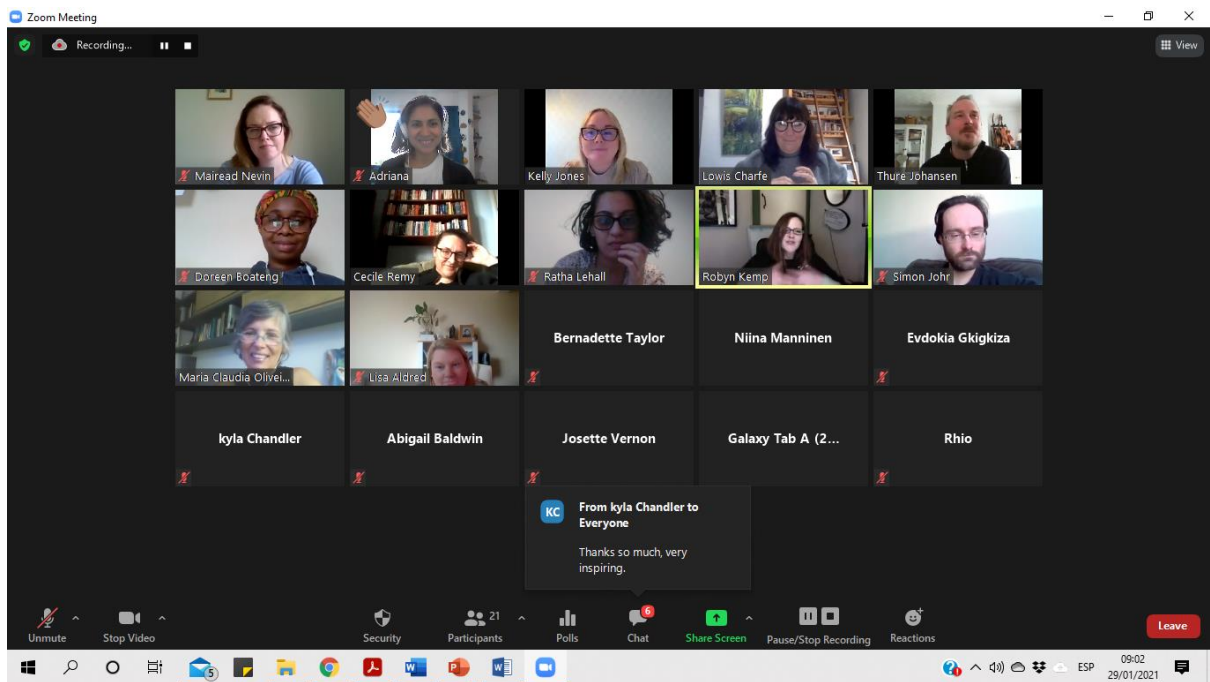 Zoom Meeting
Recording...
View
Mairead Nevin
Adriana
Kelly Jones
Lowis Charfe
Thure Johansen
Doreen Boateng
Cecile Remy
Ratha Lehall
Robyn Kemp
Simon Johr
Maria Claudia Olivei...
Lisa Aldred
Bernadette Taylor
Niina Manninen
Evdokia Gkigkiza
kyla Chandler
Abigail Baldwin
Josette Vernon
Galaxy Tab A (2...
Rhio
KC
From kyla Chandler to
Everyone
Thanks so much, very
inspiring.
21
6
Unmute
Stop Video
Security
Participants
Polls
Chat
Share Screen
Pause/Stop Recording
Reactions
Leave
5
ESP
09:02
29/01/2021